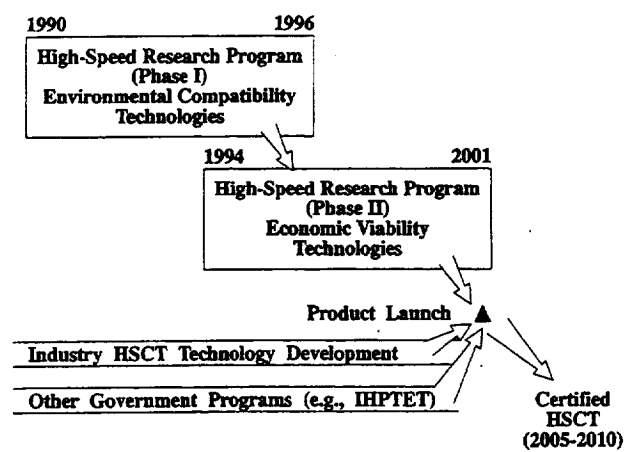 1990 1996
High-Speed Research Program
(Phase I)
Environmental Compatibility
Technologies
1994 2001
High-Speed Research Program
(Phase II)
Economic Viability
Technologies
Product Launch
Industry HSCT Technology Development
Other Government Programs (e.g., IHPTET)
Certified
HSCT
(2005-2010)